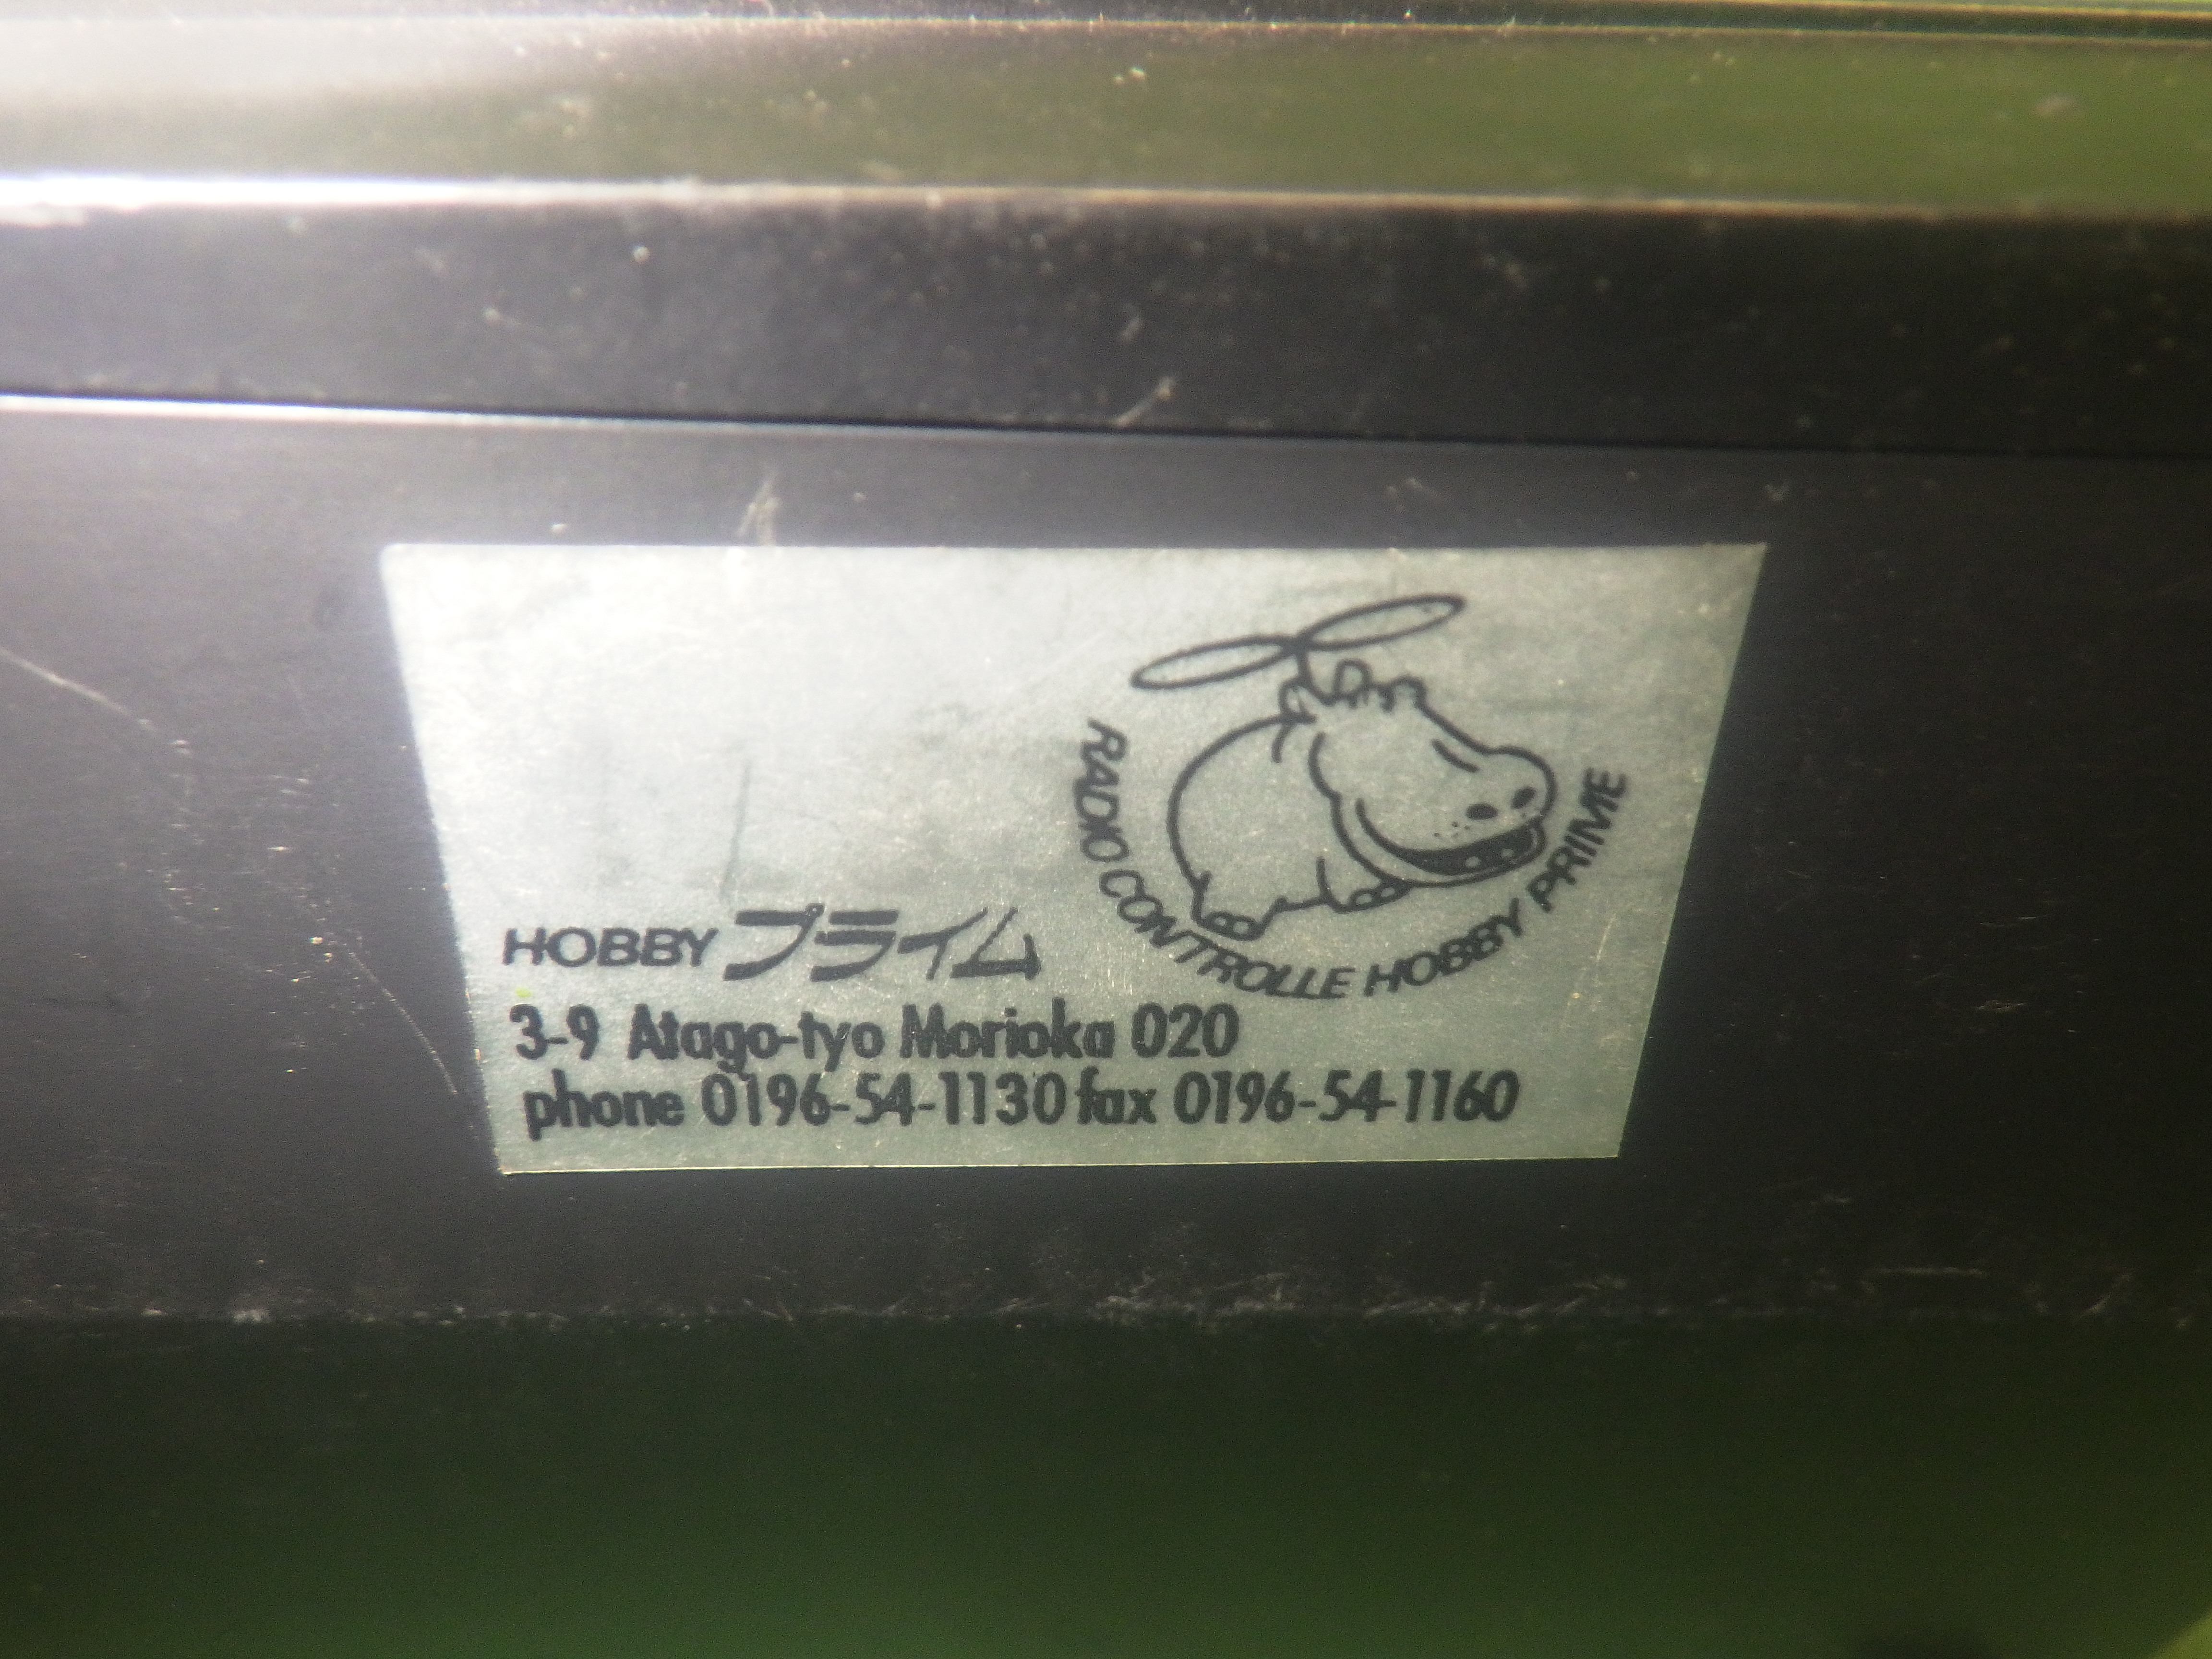 RADIO CONTROLLE HOBBY PRIME
HOBBY プライム
3-9 Atago-tyo Morioka 020
phone 0196-54-1130 fax 0196-54-1160